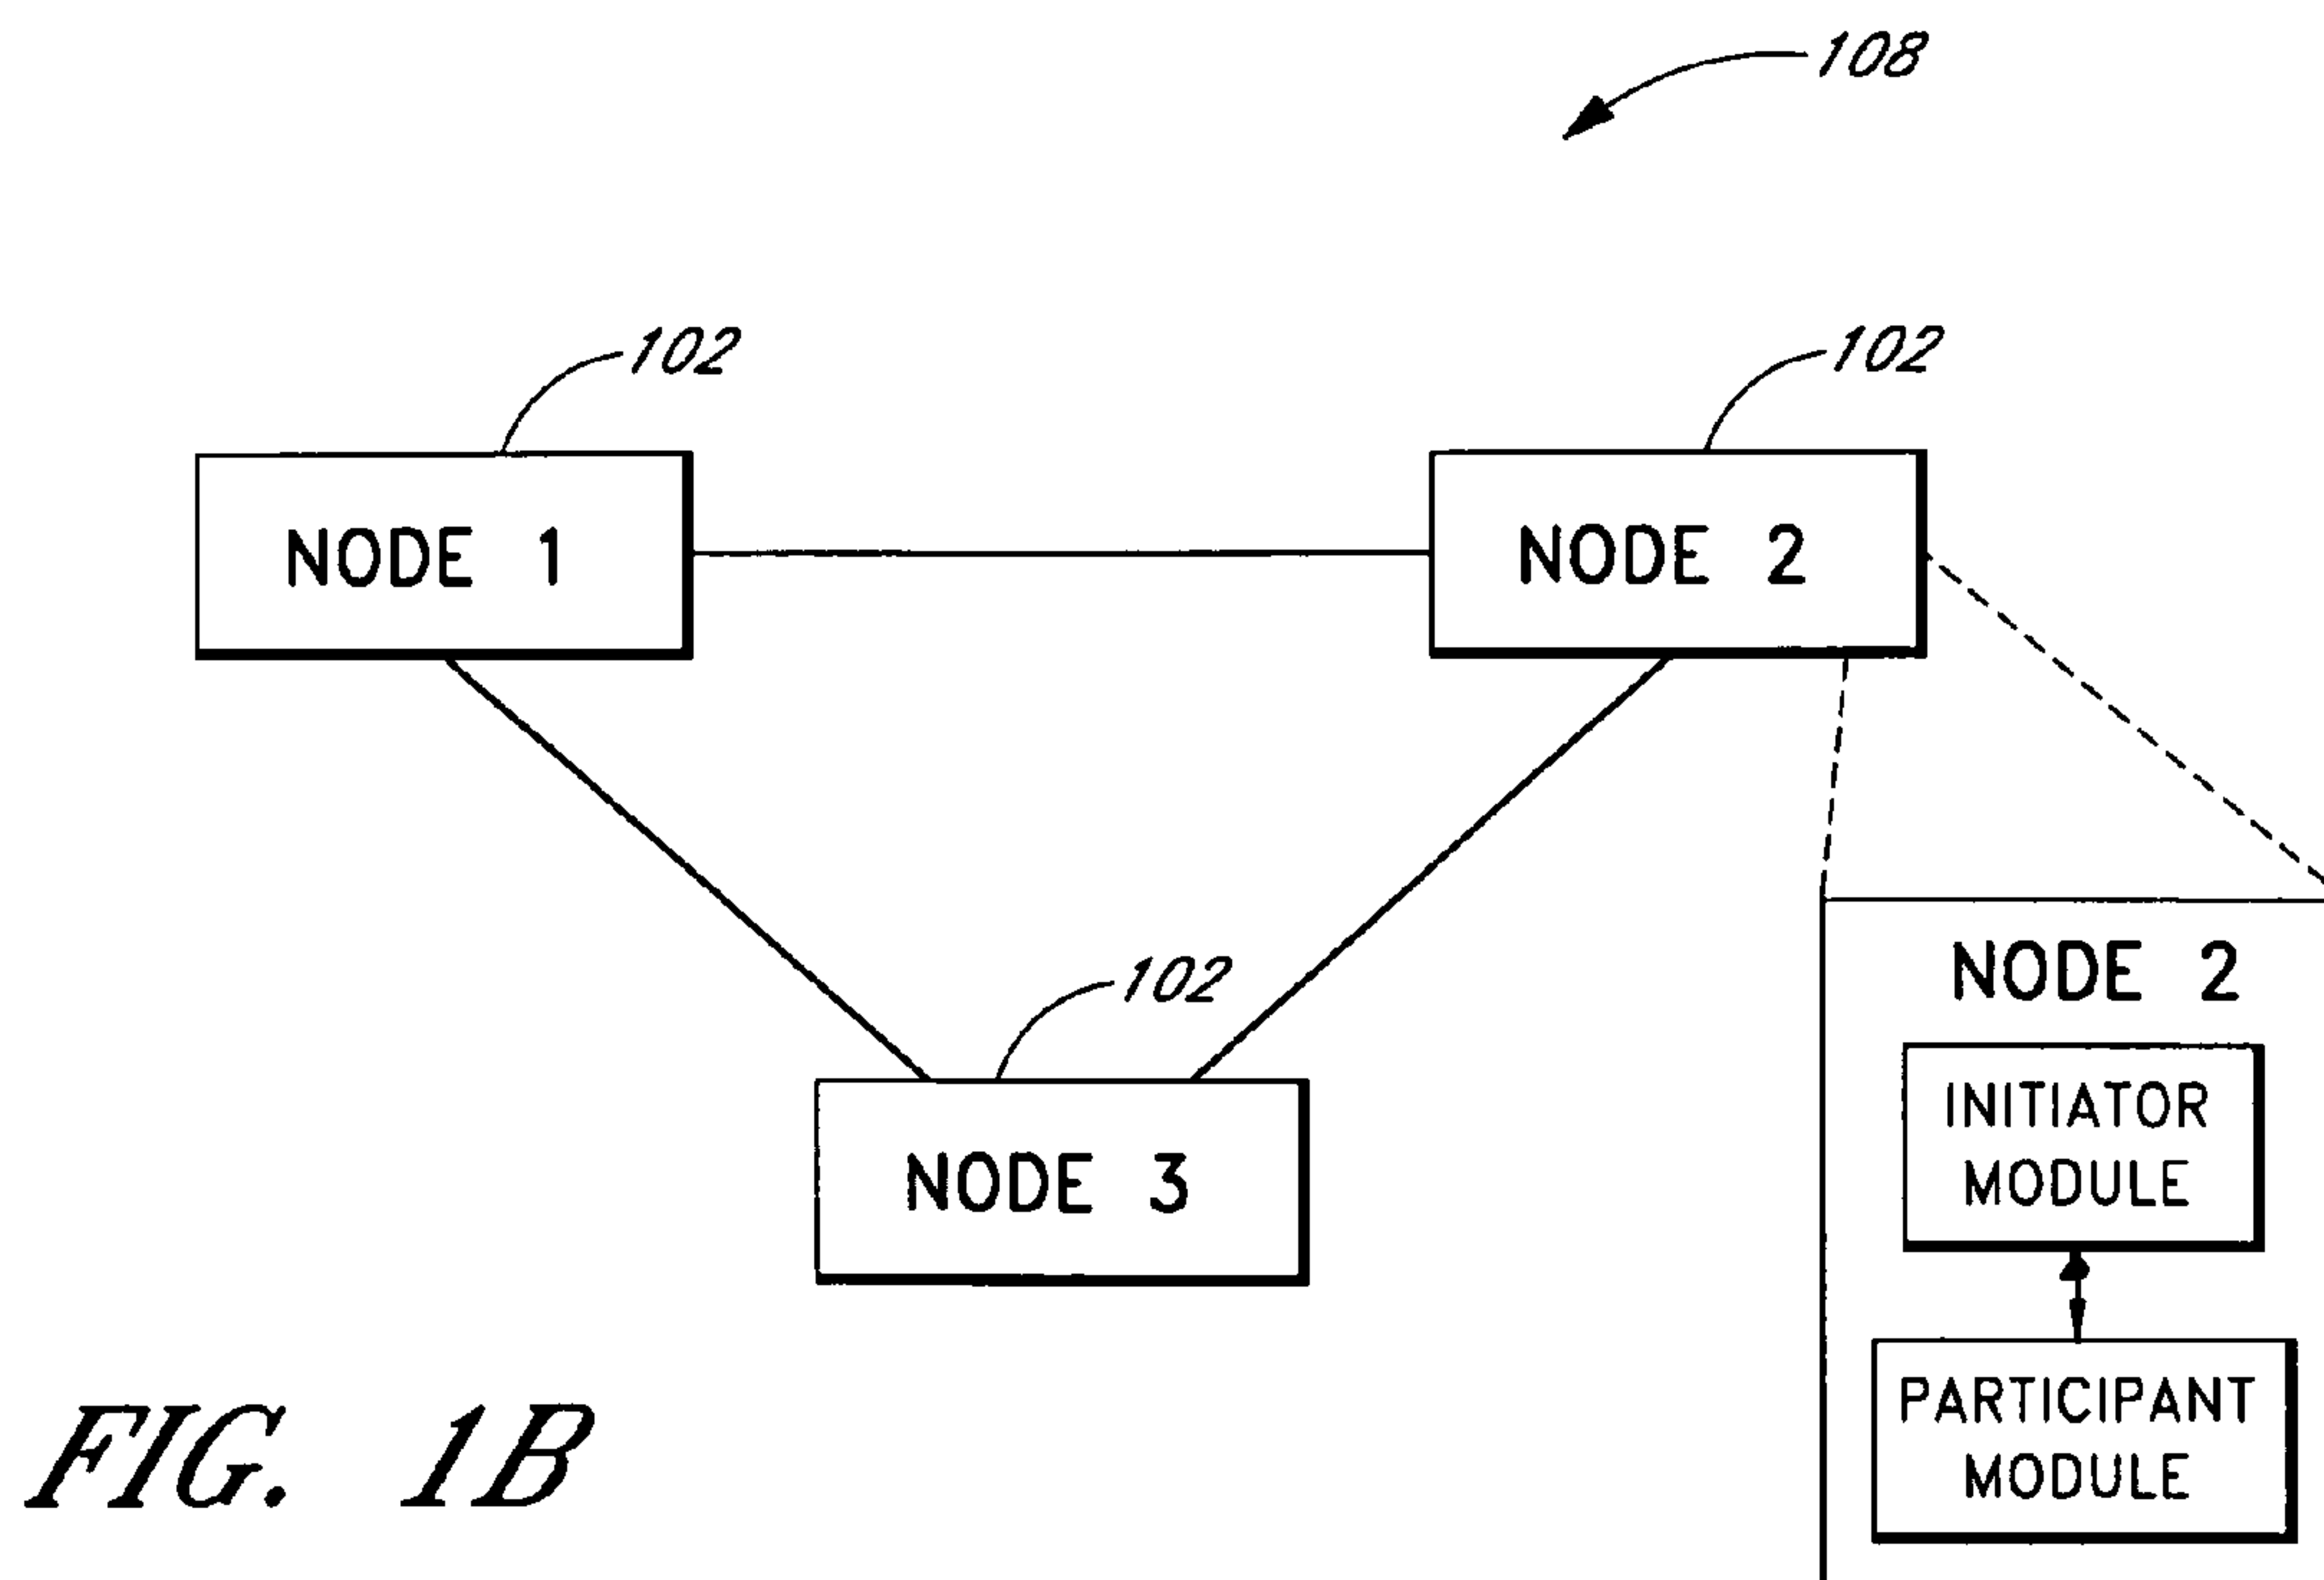 108
102
102
NODE 1
NODE 2
102
NODE 3
NODE 2
INITIATOR
MODULE
PARTICIPANT
MODULE
FIG. 1B